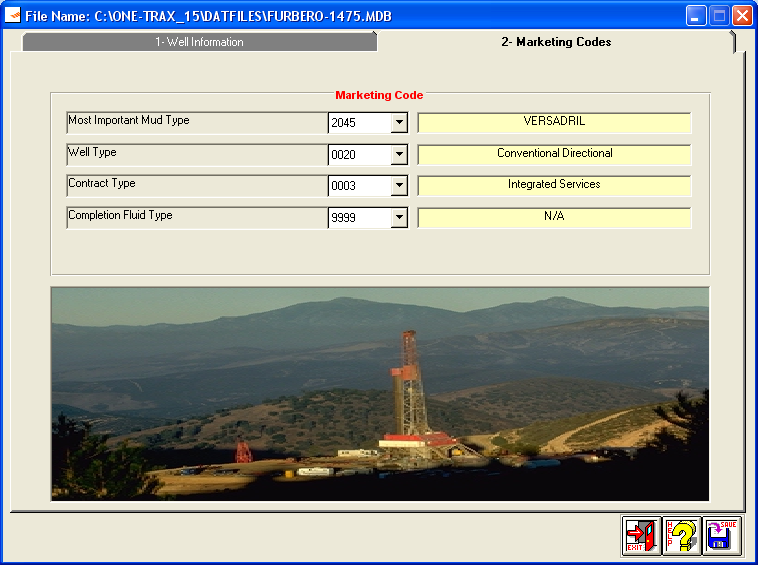 File Name: C:\ONE-TRAX_15\DATFILES\FURBERO-1475.MDB
1- Well Information
2- Marketing Codes
Marketing Code
Most Important Mud Type 2045 VERSADRIL
Well Type 0020 Conventional Directional
Contract Type 0003 Integrated Services
Completion Fluid Type 9999 N/A
EXIT HELP SAVE